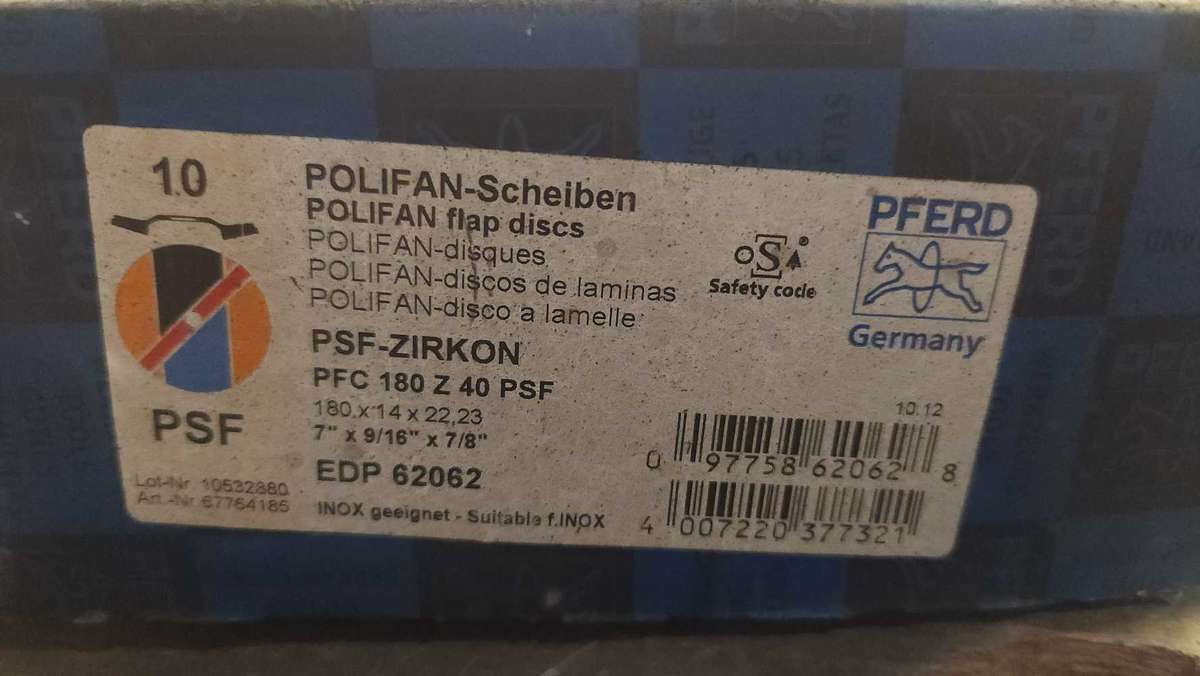 10
POLIFAN-Scheiben
POLIFAN flap discs
POLIFAN-disques
POLIFAN-discos de laminas
POLIFAN-disco a lamelle
PSF-ZIRKON
PFC 180 Z 40 PSF
180 x 14 x 22,23
7" x 9/16" x 7/8"
EDP 62062
INOX geeignet - Suitable f.INOX
PSF
Lot-Nr 10532880
Art.-Nr 67764185
oSa®
Safety code
PFERD
Germany
10.12
0 97758 62062 8
4 007220 377321
PFERD